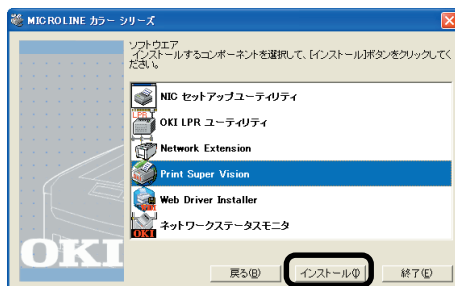 MICROLINE カラー シリーズ
ソフトウエア
インストールするコンポーネントを選択して、[インストール]ボタンをクリックしてく
ださい。
NIC セットアップユーティリティ
LPR
OKI LPR ユーティリティ
Network Extension
Print Super Vision
Web Driver Installer
OKI
ネットワークステータスモニタ
OKI
戻る(B)
インストール(I)
終了(E)